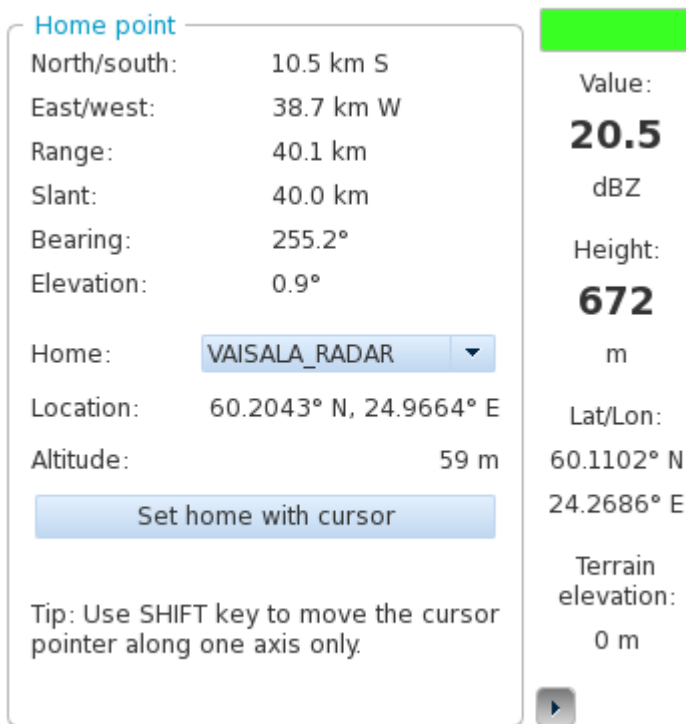 Home point
North/south: 10.5 km S
East/west: 38.7 km W
Range: 40.1 km
Slant: 40.0 km
Bearing: 255.2°
Elevation: 0.9°
Home: VAISALA_RADAR
Location: 60.2043° N, 24.9664° E
Altitude: 59 m
Set home with cursor
Tip: Use SHIFT key to move the cursor
pointer along one axis only.
Value:
20.5
dBZ
Height:
672
m
Lat/Lon:
60.1102° N
24.2686° E
Terrain
elevation:
0 m